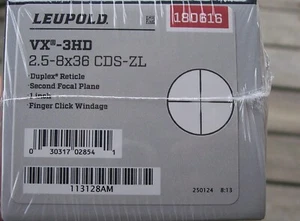 LEUPOLD
180616
VX®-3HD
2.5-8x36 CDS-ZL
Duplex® Reticle
Second Focal Plane
1 inch
Finger Click Windage
0 30317 02854 1
113128AM
250124 8:13